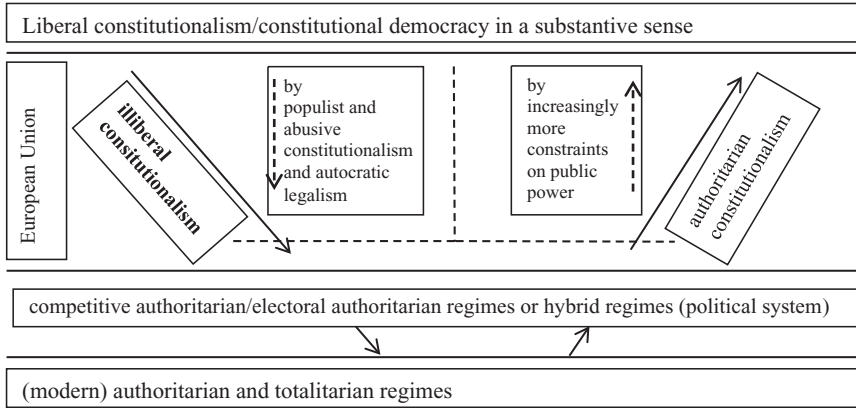 Liberal constitutionalism/constitutional democracy in a substantive sense
European Union
illiberal
consitutionalism
by
populist and
abusive
constitutionalism
and autocratic
legalism
by
increasingly
more
constraints
on public
power
authoritarian
constitutionalism
competitive authoritarian/electoral authoritarian regimes or hybrid regimes (political system)
(modern) authoritarian and totalitarian regimes